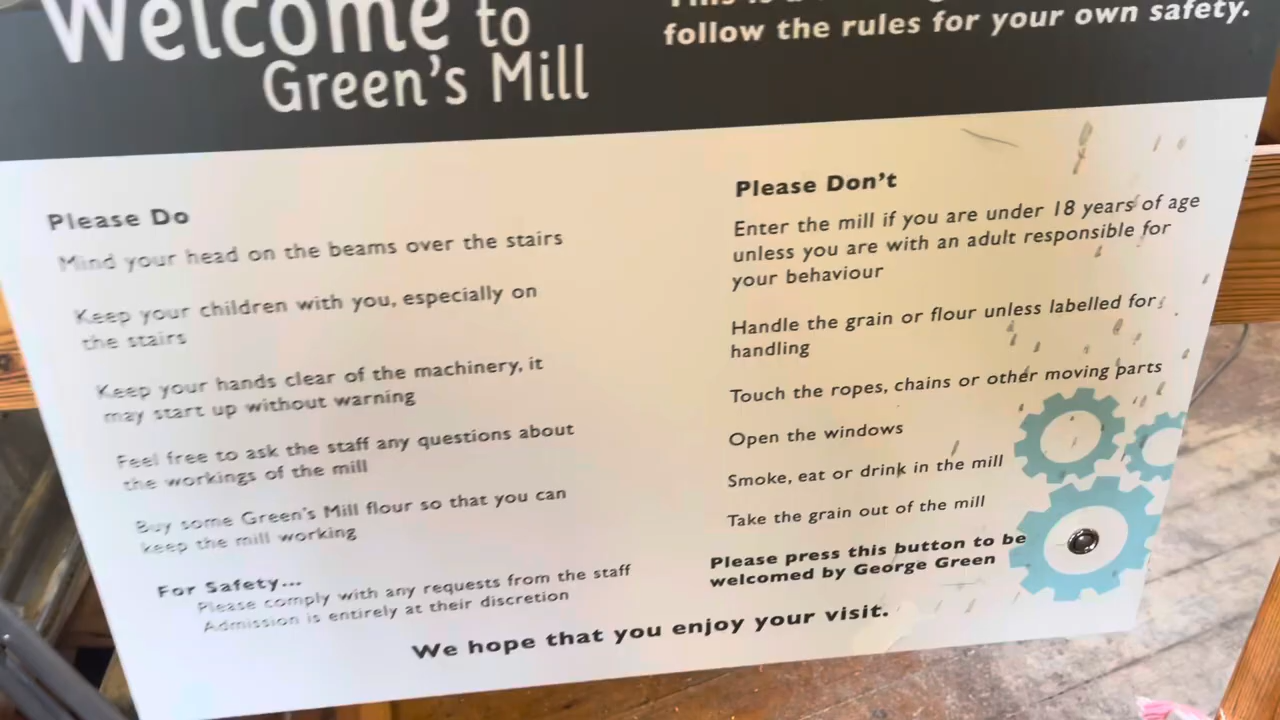 Welcome to
Green's Mill
follow the rules for your own safety.
Please Do
Mind your head on the beams over the stairs
Keep your children with you, especially on
the stairs
Keep your hands clear of the machinery, it
may start up without warning
Feel free to ask the staff any questions about
the workings of the mill
Buy some Green's Mill flour so that you can
keep the mill working
For Safety...
Please comply with any requests from the staff
Admission is entirely at their discretion
Please Don't
Enter the mill if you are under 18 years of age
unless you are with an adult responsible for
your behaviour
Handle the grain or flour unless labelled for
handling
Touch the ropes, chains or other moving parts
Open the windows
Smoke, eat or drink in the mill
Take the grain out of the mill
Please press this button to be
welcomed by George Green
We hope that you enjoy your visit.